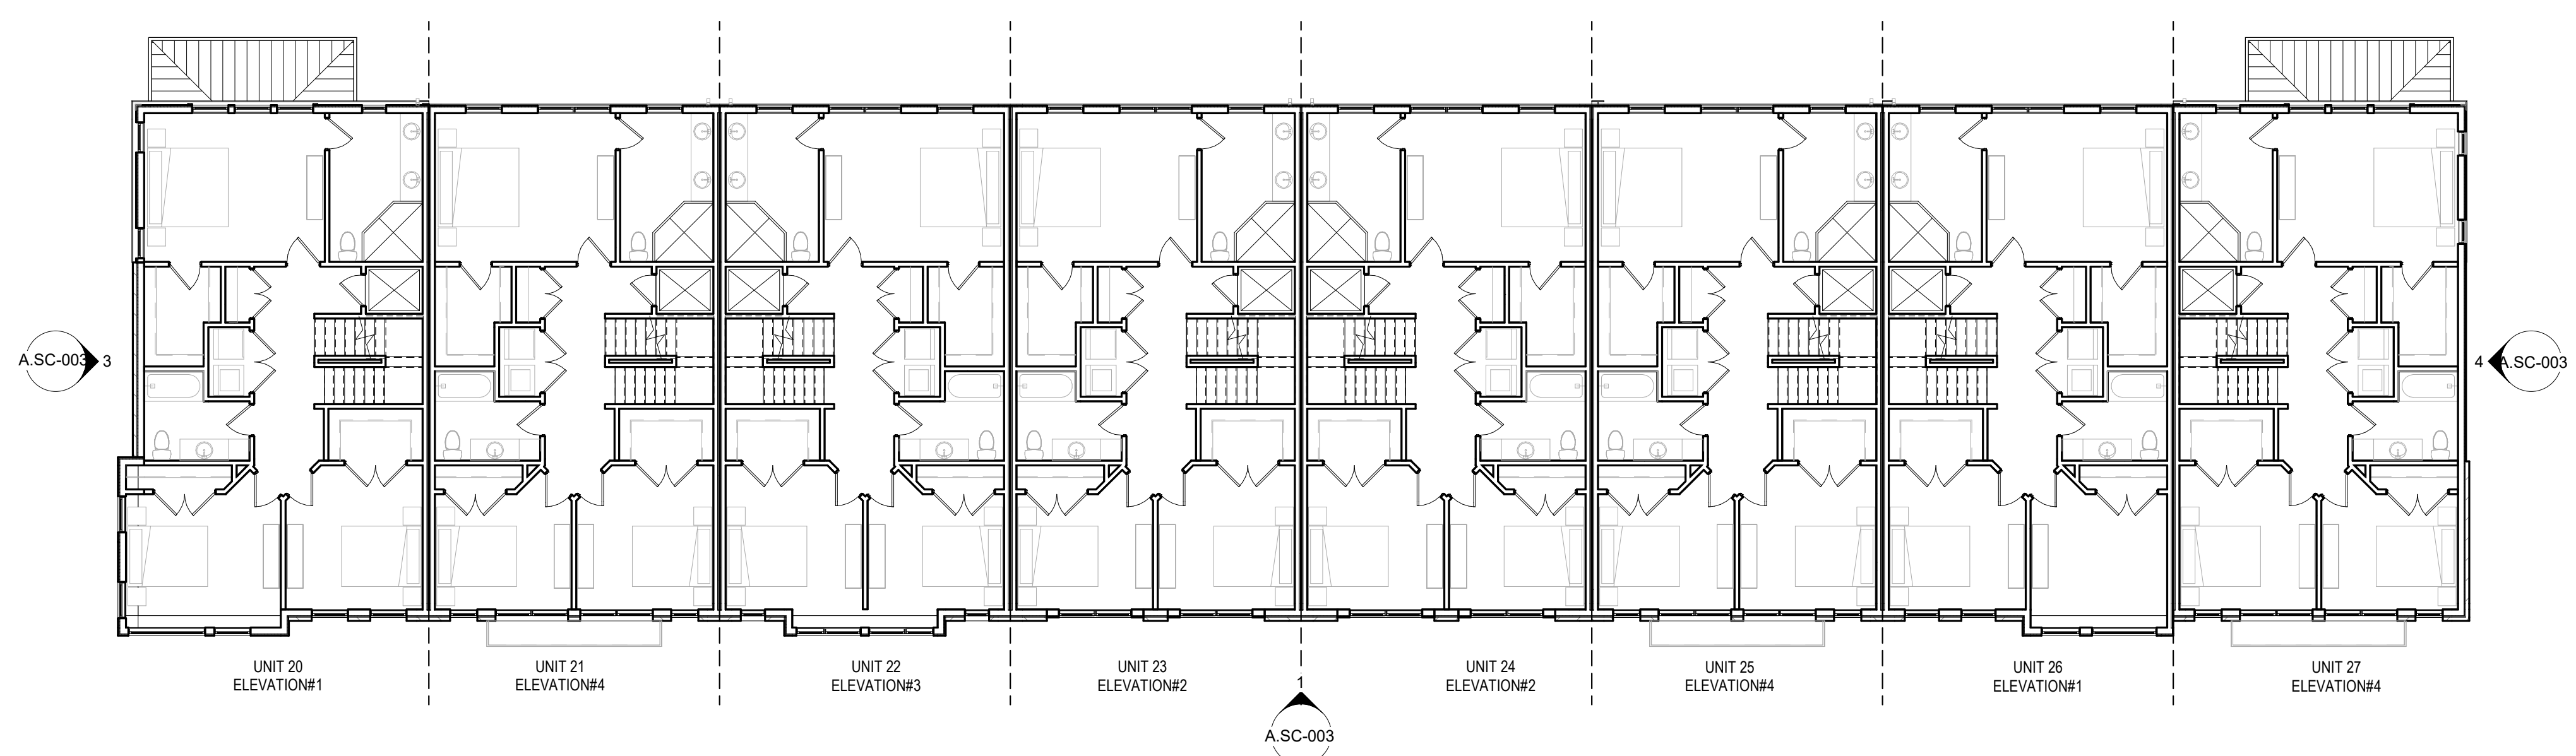 A.SC-003 3
4 A.SC-003
UNIT 20
ELEVATION#1
UNIT 21
ELEVATION#4
UNIT 22
ELEVATION#3
UNIT 23
ELEVATION#2
UNIT 24
ELEVATION#2
UNIT 25
ELEVATION#4
UNIT 26
ELEVATION#1
UNIT 27
ELEVATION#4
1
A.SC-003